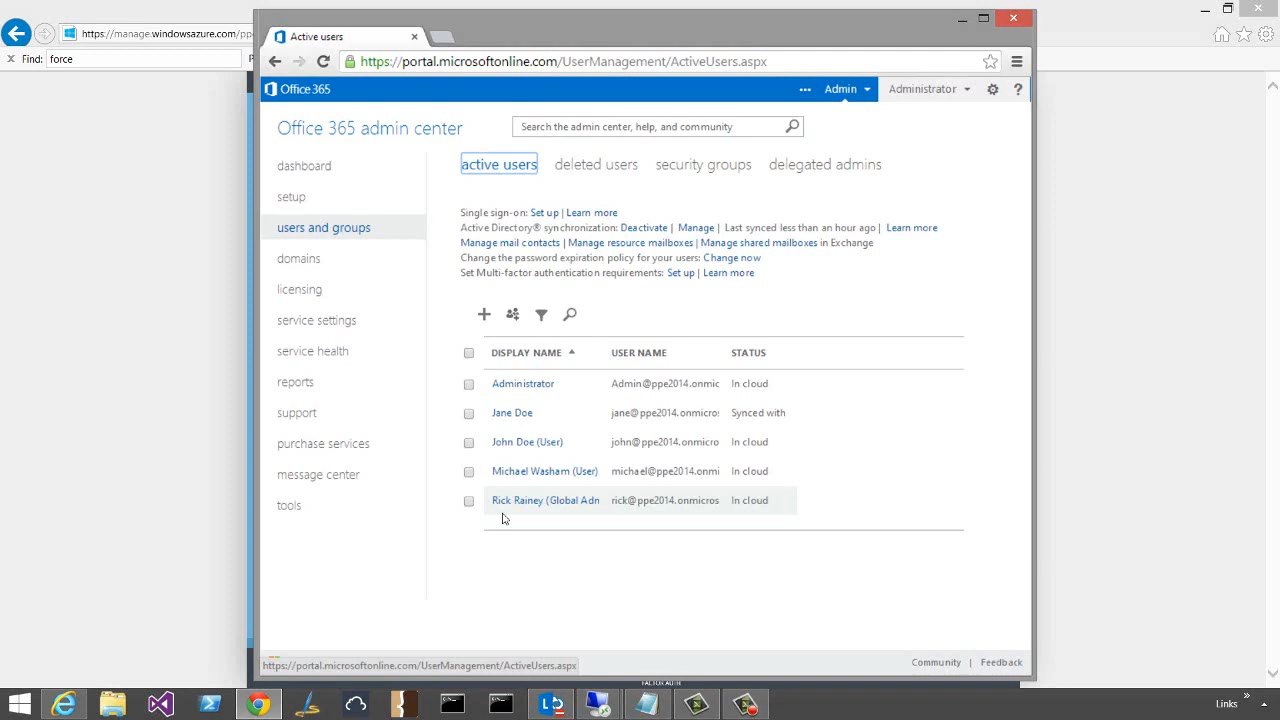 https://manage.windowsazure.com/pp
Find: force
Active users
https://portal.microsoftonline.com/UserManagement/ActiveUsers.aspx
Office 365
Admin
Administrator
?
Office 365 admin center
Search the admin center, help, and community
dashboard
setup
users and groups
domains
licensing
service settings
service health
reports
support
purchase services
message center
tools
active users deleted users security groups delegated admins
Single sign-on: Set up | Learn more
Active Directory® synchronization: Deactivate | Manage | Last synced less than an hour ago | Learn more
Manage mail contacts | Manage resource mailboxes | Manage shared mailboxes in Exchange
Change the password expiration policy for your users: Change now
Set Multi-factor authentication requirements: Set up | Learn more
DISPLAY NAME USER NAME STATUS
Administrator Admin@ppe2014.onmic In cloud
Jane Doe jane@ppe2014.onmicros Synced with
John Doe (User) john@ppe2014.onmicro In cloud
Michael Washam (User) michael@ppe2014.onmi In cloud
Rick Rainey (Global Adn rick@ppe2014.onmicros In cloud
https://portal.microsoftonline.com/UserManagement/ActiveUsers.aspx
Community | Feedback
FACTOR AUTH
Links